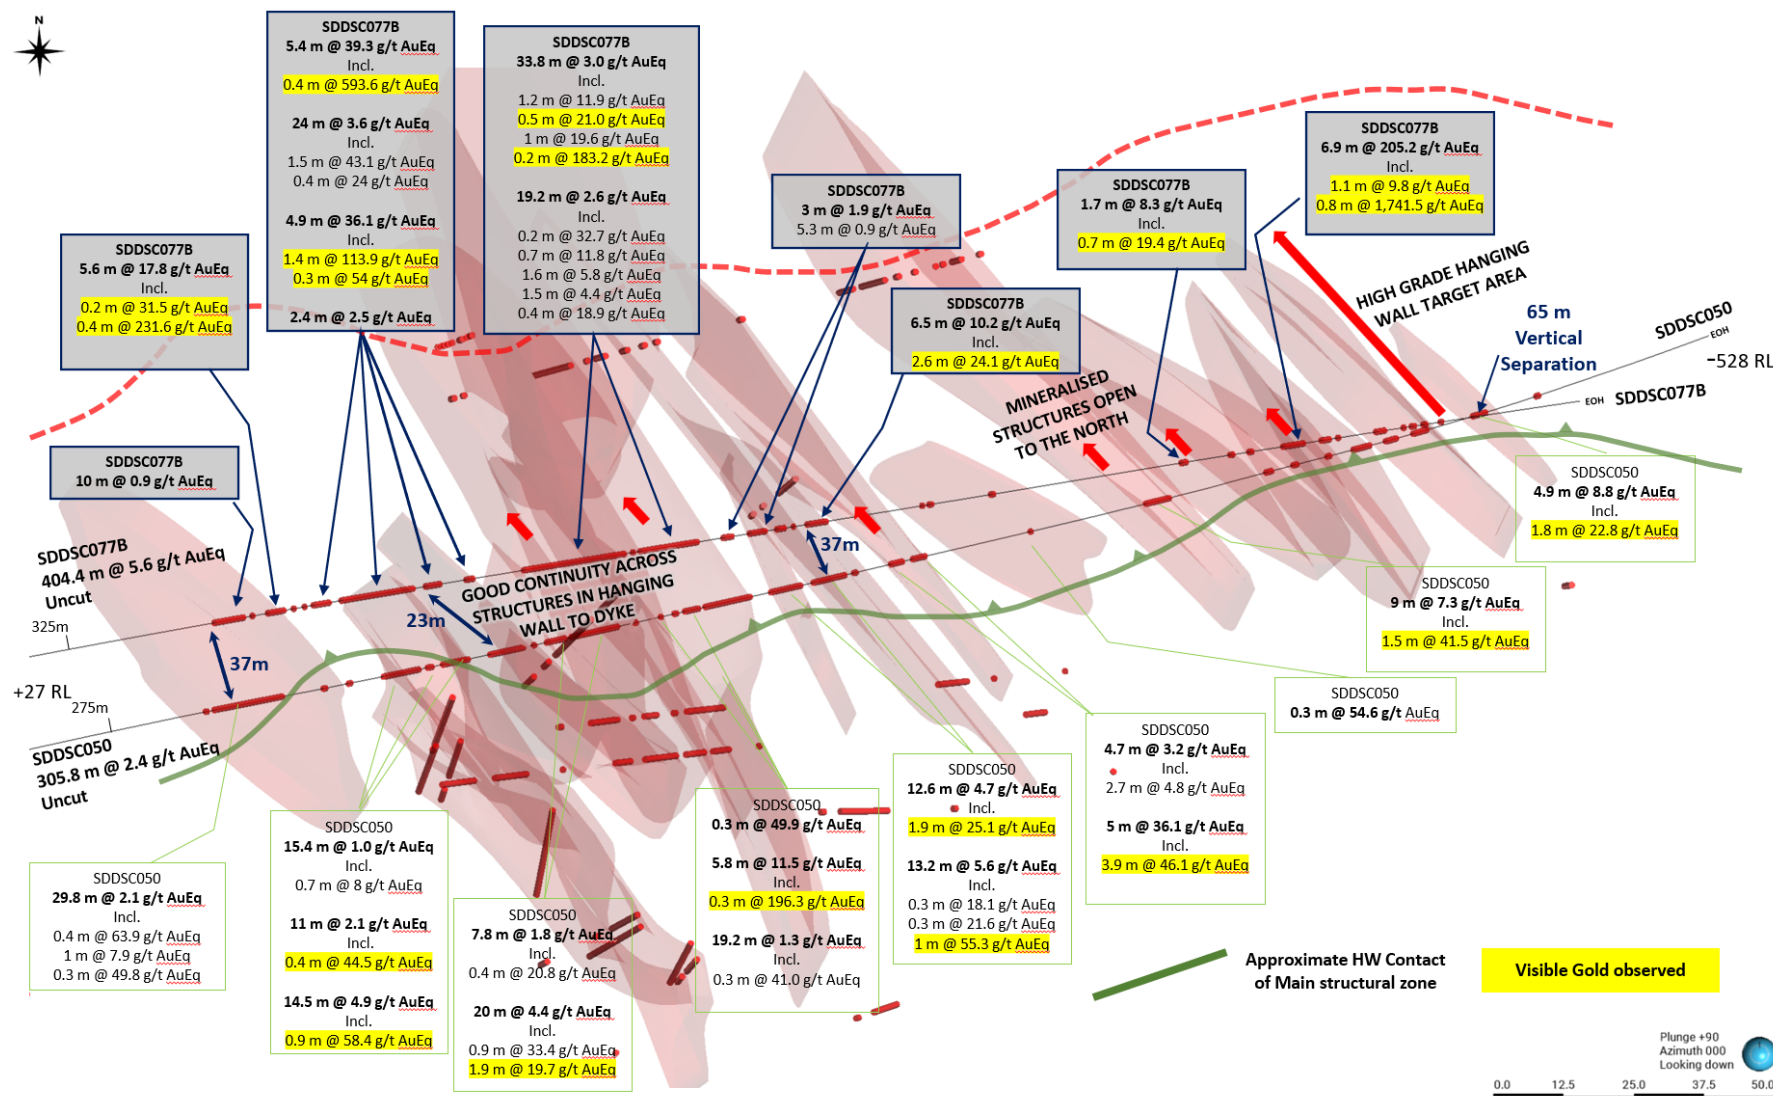 N
SDDSC077B
5.4 m @ 39.3 g/t AuEq
Incl.
0.4 m @ 593.6 g/t AuEq
24 m @ 3.6 g/t AuEq
Incl.
1.5 m @ 43.1 g/t AuEq
0.4 m @ 24 g/t AuEq
4.9 m @ 36.1 g/t AuEq
Incl.
1.4 m @ 113.9 g/t AuEq
0.3 m @ 54 g/t AuEq
2.4 m @ 2.5 g/t AuEq
SDDSC077B
33.8 m @ 3.0 g/t AuEq
Incl.
1.2 m @ 11.9 g/t AuEq
0.5 m @ 21.0 g/t AuEq
1 m @ 19.6 g/t AuEq
0.2 m @ 183.2 g/t AuEq
19.2 m @ 2.6 g/t AuEq
Incl.
0.2 m @ 32.7 g/t AuEq
0.7 m @ 11.8 g/t AuEq
1.6 m @ 5.8 g/t AuEq
1.5 m @ 4.4 g/t AuEq
0.4 m @ 18.9 g/t AuEq
SDDSC077B
3 m @ 1.9 g/t AuEq
5.3 m @ 0.9 g/t AuEq
SDDSC077B
1.7 m @ 8.3 g/t AuEq
Incl.
0.7 m @ 19.4 g/t AuEq
SDDSC077B
6.9 m @ 205.2 g/t AuEq
Incl.
1.1 m @ 9.8 g/t AuEq
0.8 m @ 1,741.5 g/t AuEq
SDDSC077B
5.6 m @ 17.8 g/t AuEq
Incl.
0.2 m @ 31.5 g/t AuEq
0.4 m @ 231.6 g/t AuEq
SDDSC077B
6.5 m @ 10.2 g/t AuEq
Incl.
2.6 m @ 24.1 g/t AuEq
HIGH GRADE HANGING
WALL TARGET AREA
65 m
Vertical
Separation
SDDSC050
EOH
-528 RL
EOH
SDDSC077B
MINERALISED
STRUCTURES OPEN
TO THE NORTH
SDDSC077B
10 m @ 0.9 g/t AuEq
SDDSC077B
404.4 m @ 5.6 g/t AuEq
Uncut
325m
37m
23m
37m
GOOD CONTINUITY ACROSS
STRUCTURES IN HANGING
WALL TO DYKE
+27 RL
275m
SDDSC050
305.8 m @ 2.4 g/t AuEq
Uncut
SDDSC050
4.9 m @ 8.8 g/t AuEq
Incl.
1.8 m @ 22.8 g/t AuEq
SDDSC050
9 m @ 7.3 g/t AuEq
Incl.
1.5 m @ 41.5 g/t AuEq
SDDSC050
0.3 m @ 54.6 g/t AuEq
SDDSC050
4.7 m @ 3.2 g/t AuEq
Incl.
2.7 m @ 4.8 g/t AuEq
5 m @ 36.1 g/t AuEq
Incl.
3.9 m @ 46.1 g/t AuEq
SDDSC050
12.6 m @ 4.7 g/t AuEq
Incl.
1.9 m @ 25.1 g/t AuEq
13.2 m @ 5.6 g/t AuEq
Incl.
0.3 m @ 18.1 g/t AuEq
0.3 m @ 21.6 g/t AuEq
1 m @ 55.3 g/t AuEq
SDDSC050
0.3 m @ 49.9 g/t AuEq
5.8 m @ 11.5 g/t AuEq
Incl.
0.3 m @ 196.3 g/t AuEq
19.2 m @ 1.3 g/t AuEq
Incl.
0.3 m @ 41.0 g/t AuEq
SDDSC050
15.4 m @ 1.0 g/t AuEq
Incl.
0.7 m @ 8 g/t AuEq
11 m @ 2.1 g/t AuEq
Incl.
0.4 m @ 44.5 g/t AuEq
14.5 m @ 4.9 g/t AuEq
Incl.
0.9 m @ 58.4 g/t AuEq
SDDSC050
29.8 m @ 2.1 g/t AuEq
Incl.
0.4 m @ 63.9 g/t AuEq
1 m @ 7.9 g/t AuEq
0.3 m @ 49.8 g/t AuEq
SDDSC050
7.8 m @ 1.8 g/t AuEq
Incl.
0.4 m @ 20.8 g/t AuEq
20 m @ 4.4 g/t AuEq
Incl.
0.9 m @ 33.4 g/t AuEq
1.9 m @ 19.7 g/t AuEq
Approximate HW Contact
of Main structural zone
Visible Gold observed
Plunge +90
Azimuth 000
Looking down
0.0 12.5 25.0 37.5 50.0